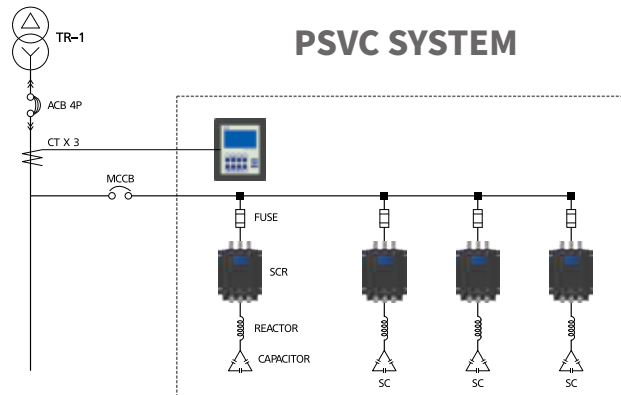 PSVC SYSTEM
TR-1
ACB 4P
CT X 3
MCCB
FUSE
SCR
REACTOR
CAPACITOR
SC
SC
SC